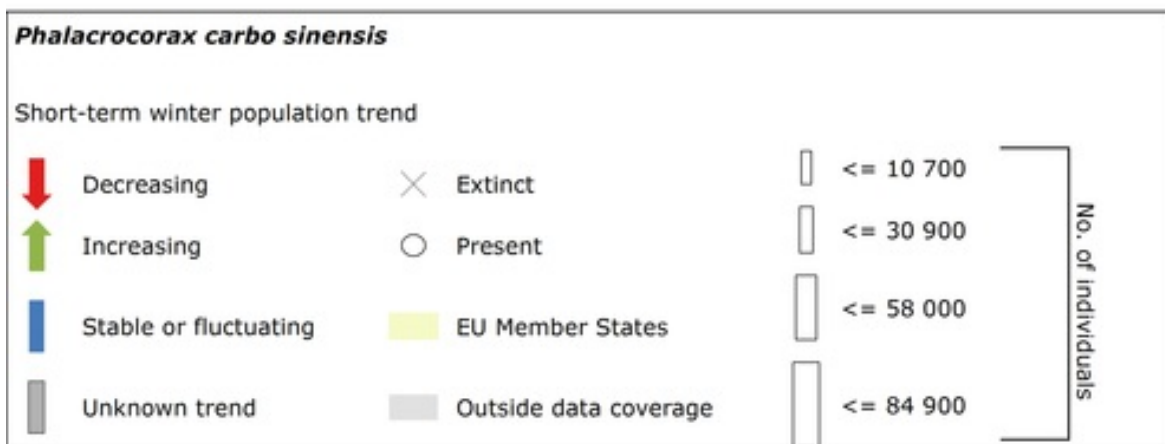 Phalacrocorax carbo sinensis
Short-term winter population trend
Decreasing
Increasing
Stable or fluctuating
Unknown trend
Extinct
Present
EU Member States
Outside data coverage
<= 10 700
<= 30 900
<= 58 000
<= 84 900
No. of individuals